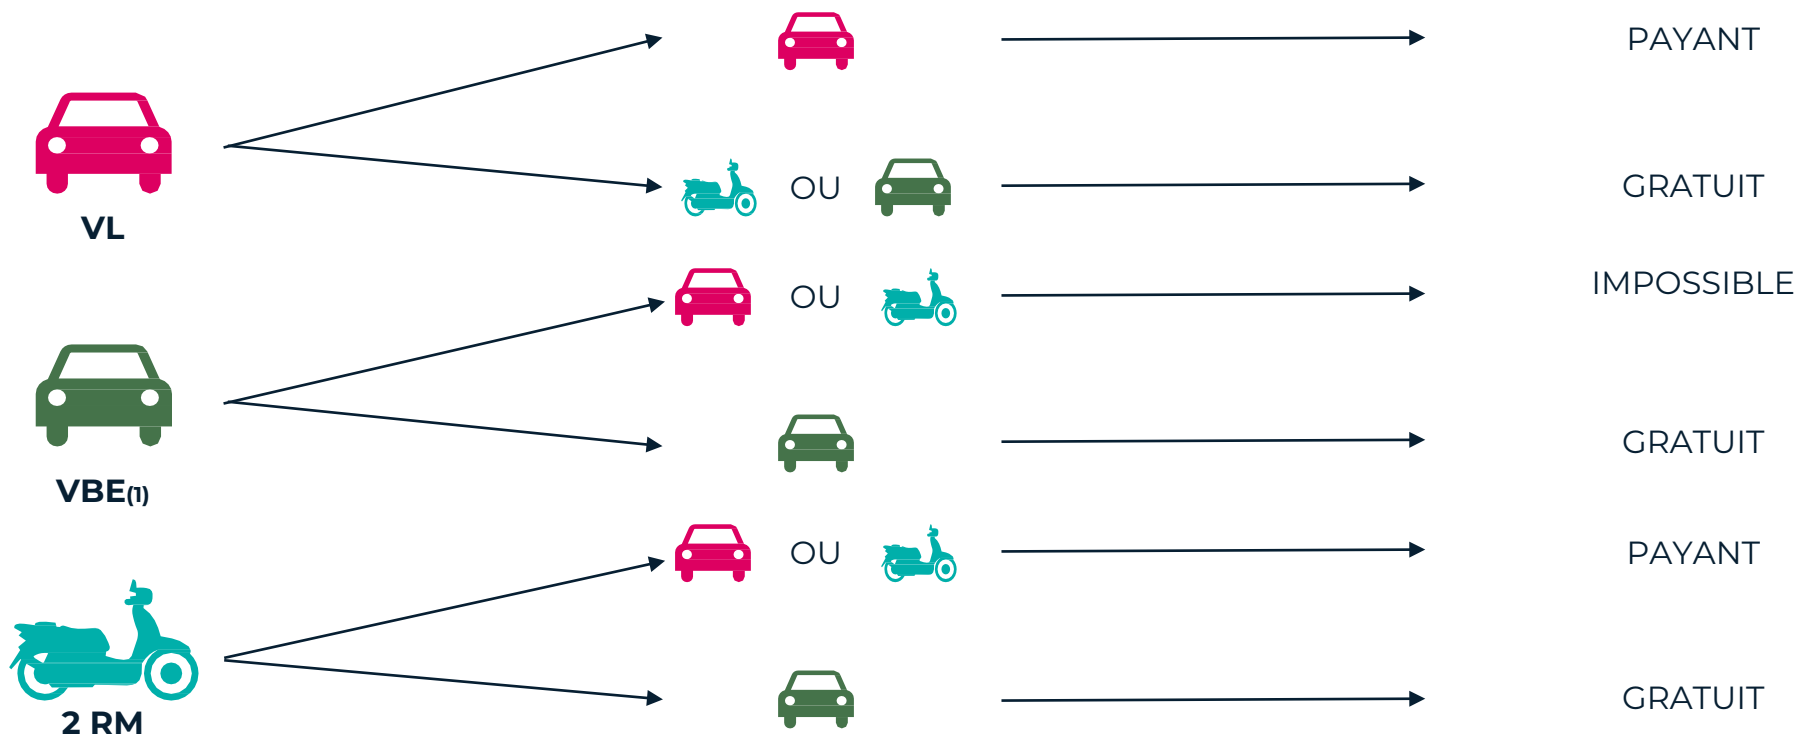 PAYANT
OU
GRATUIT
VL
OU
IMPOSSIBLE
GRATUIT
VBE(1)
OU
PAYANT
GRATUIT
2 RM